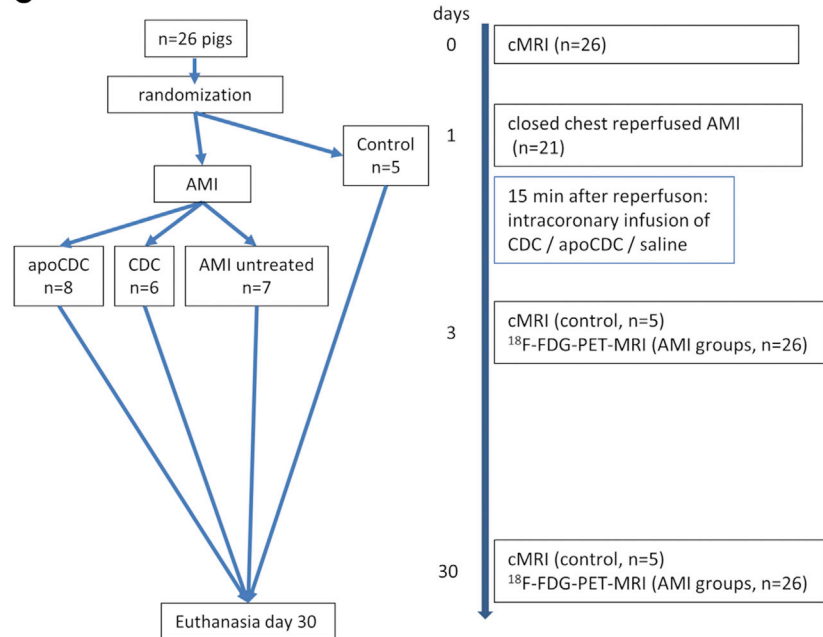 n=26 pigs
randomization
Control
n=5
AMI
apoCDC
n=8
CDC
n=6
AMI untreated
n=7
Euthanasia day 30
days
0
cMRI (n=26)
1
closed chest reperfused AMI
(n=21)
15 min after reperfuson:
intracoronary infusion of
CDC / apoCDC / saline
3
cMRI (control, n=5)
¹⁸F-FDG-PET-MRI (AMI groups, n=26)
30
cMRI (control, n=5)
¹⁸F-FDG-PET-MRI (AMI groups, n=26)